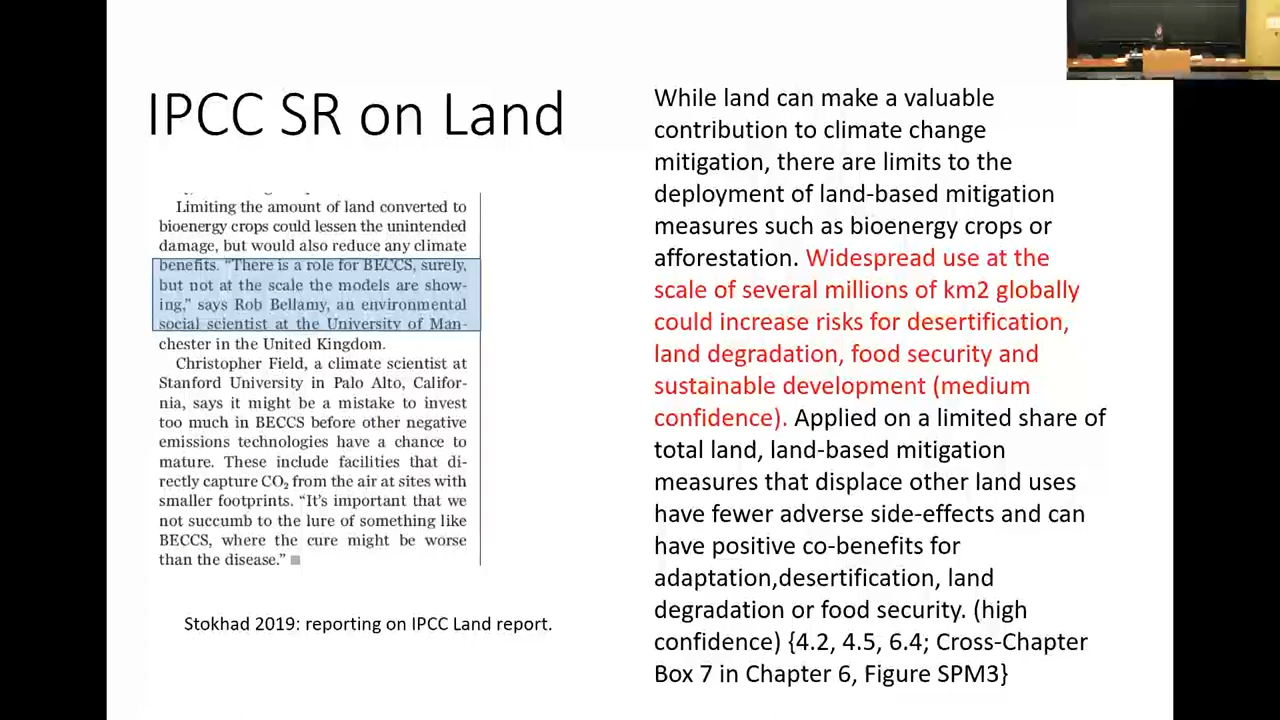 IPCC SR on Land
Limiting the amount of land converted to
bioenergy crops could lessen the unintended
damage, but would also reduce any climate
benefits. “There is a role for BECCS, surely,
but not at the scale the models are show-
ing,” says Rob Bellamy, an environmental
social scientist at the University of Man-
chester in the United Kingdom.
Christopher Field, a climate scientist at
Stanford University in Palo Alto, Califor-
nia, says it might be a mistake to invest
too much in BECCS before other negative
emissions technologies have a chance to
mature. These include facilities that di-
rectly capture CO₂ from the air at sites with
smaller footprints. “It’s important that we
not succumb to the lure of something like
BECCS, where the cure might be worse
than the disease.”
Stokhad 2019: reporting on IPCC Land report.
While land can make a valuable
contribution to climate change
mitigation, there are limits to the
deployment of land-based mitigation
measures such as bioenergy crops or
afforestation. Widespread use at the
scale of several millions of km2 globally
could increase risks for desertification,
land degradation, food security and
sustainable development (medium
confidence). Applied on a limited share of
total land, land-based mitigation
measures that displace other land uses
have fewer adverse side-effects and can
have positive co-benefits for
adaptation,desertification, land
degradation or food security. (high
confidence) {4.2, 4.5, 6.4; Cross-Chapter
Box 7 in Chapter 6, Figure SPM3}